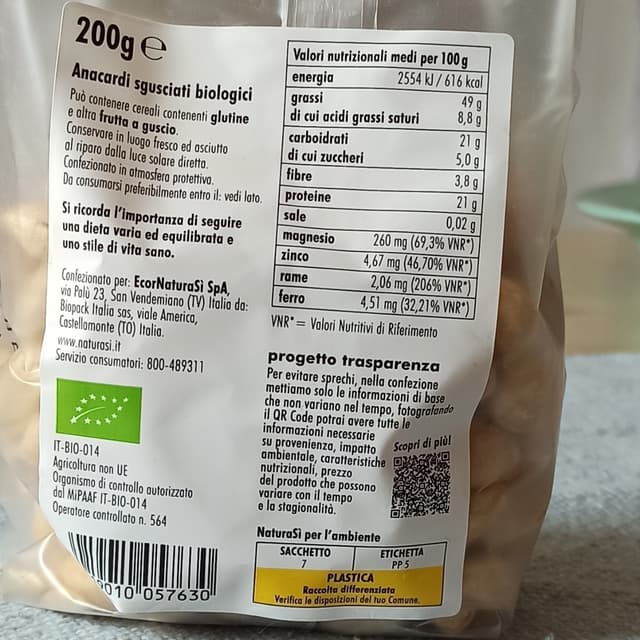 200g e
Anacardi sgusciati biologici
Può contenere cereali contenenti glutine
e altra frutta a guscio.
Conservare in luogo fresco ed asciutto
al riparo dalla luce solare diretta.
Confezionato in atmosfera protettiva.
Da consumarsi preferibilmente entro il: vedi lato.
Si ricorda l'importanza di seguire
una dieta varia ed equilibrata e
uno stile di vita sano.
Confezionato per: EcorNaturaSì SpA,
via Palù 23, San Vendemiano (TV) Italia da:
Biopack Italia sas, viale America,
Castellamonte (TO) Italia.
www.naturasi.it
Servizio consumatori: 800-489311
IT-BIO-014
Agricoltura non UE
Organismo di controllo autorizzato
dal MiPAAF IT-BIO-014
Operatore controllato n. 564
010 057630
Valori nutrizionali medi per 100 g
energia 2554 kJ / 616 kcal
grassi 49 g
di cui acidi grassi saturi 8,8 g
carboidrati 21 g
di cui zuccheri 5,0 g
fibre 3,8 g
proteine 21 g
sale 0,02 g
magnesio 260 mg (69,3% VNR*)
zinco 4,67 mg (46,70% VNR*)
rame 2,06 mg (206% VNR*)
ferro 4,51 mg (32,21% VNR*)
VNR* = Valori Nutritivi di Riferimento
progetto trasparenza
Per evitare sprechi, nella confezione
mettiamo solo le informazioni di base
che non variano nel tempo, fotografando
il QR Code potrai avere tutte le
informazioni necessarie
su provenienza, impatto
ambientale, caratteristiche
nutrizionali, prezzo
del prodotto che possono
variare con il tempo
e la stagionalità.
Scopri di più!
NaturaSì per l'ambiente
SACCHETTO ETICHETTA
7 PP 5
PLASTICA
Raccolta differenziata
Verifica le disposizioni del tuo Comune.